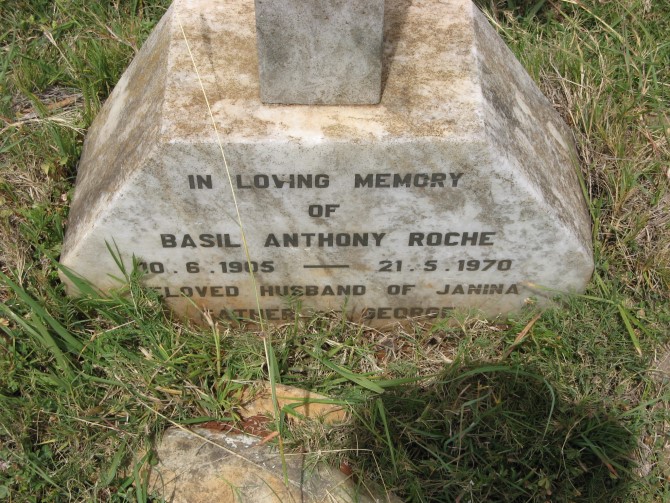 IN LOVING MEMORY
OF
BASIL ANTHONY ROCHE
6. 1905 — 21. 5. 1970
HUSBAND OF JANINA
GEORGE